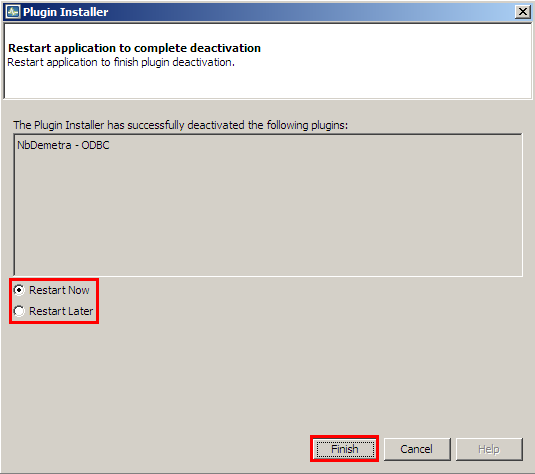 Plugin Installer
Restart application to complete deactivation
Restart application to finish plugin deactivation.
The Plugin Installer has successfully deactivated the following plugins:
NbDemetra - ODBC
Restart Now
Restart Later
Finish
Cancel
Help